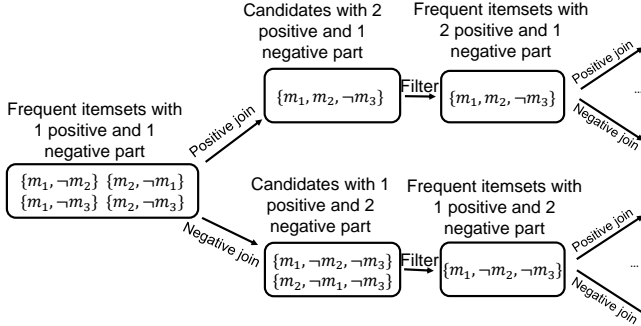 Candidates with 2
positive and 1
negative part
Frequent itemsets with
2 positive and 1
negative part
{m₁, m₂, ¬m₃}
Filter
{m₁, m₂, ¬m₃}
Positive join
Negative join
...
Frequent itemsets with
1 positive and 1
negative part
{m₁, ¬m₂} {m₂, ¬m₁}
{m₁, ¬m₃} {m₂, ¬m₃}
Positive join
Negative join
Candidates with 1
positive and 2
negative part
Frequent itemsets with
1 positive and 2
negative part
{m₁, ¬m₂, ¬m₃}
{m₂, ¬m₁, ¬m₃}
Filter
{m₁, ¬m₂, ¬m₃}
Positive join
Negative join
...